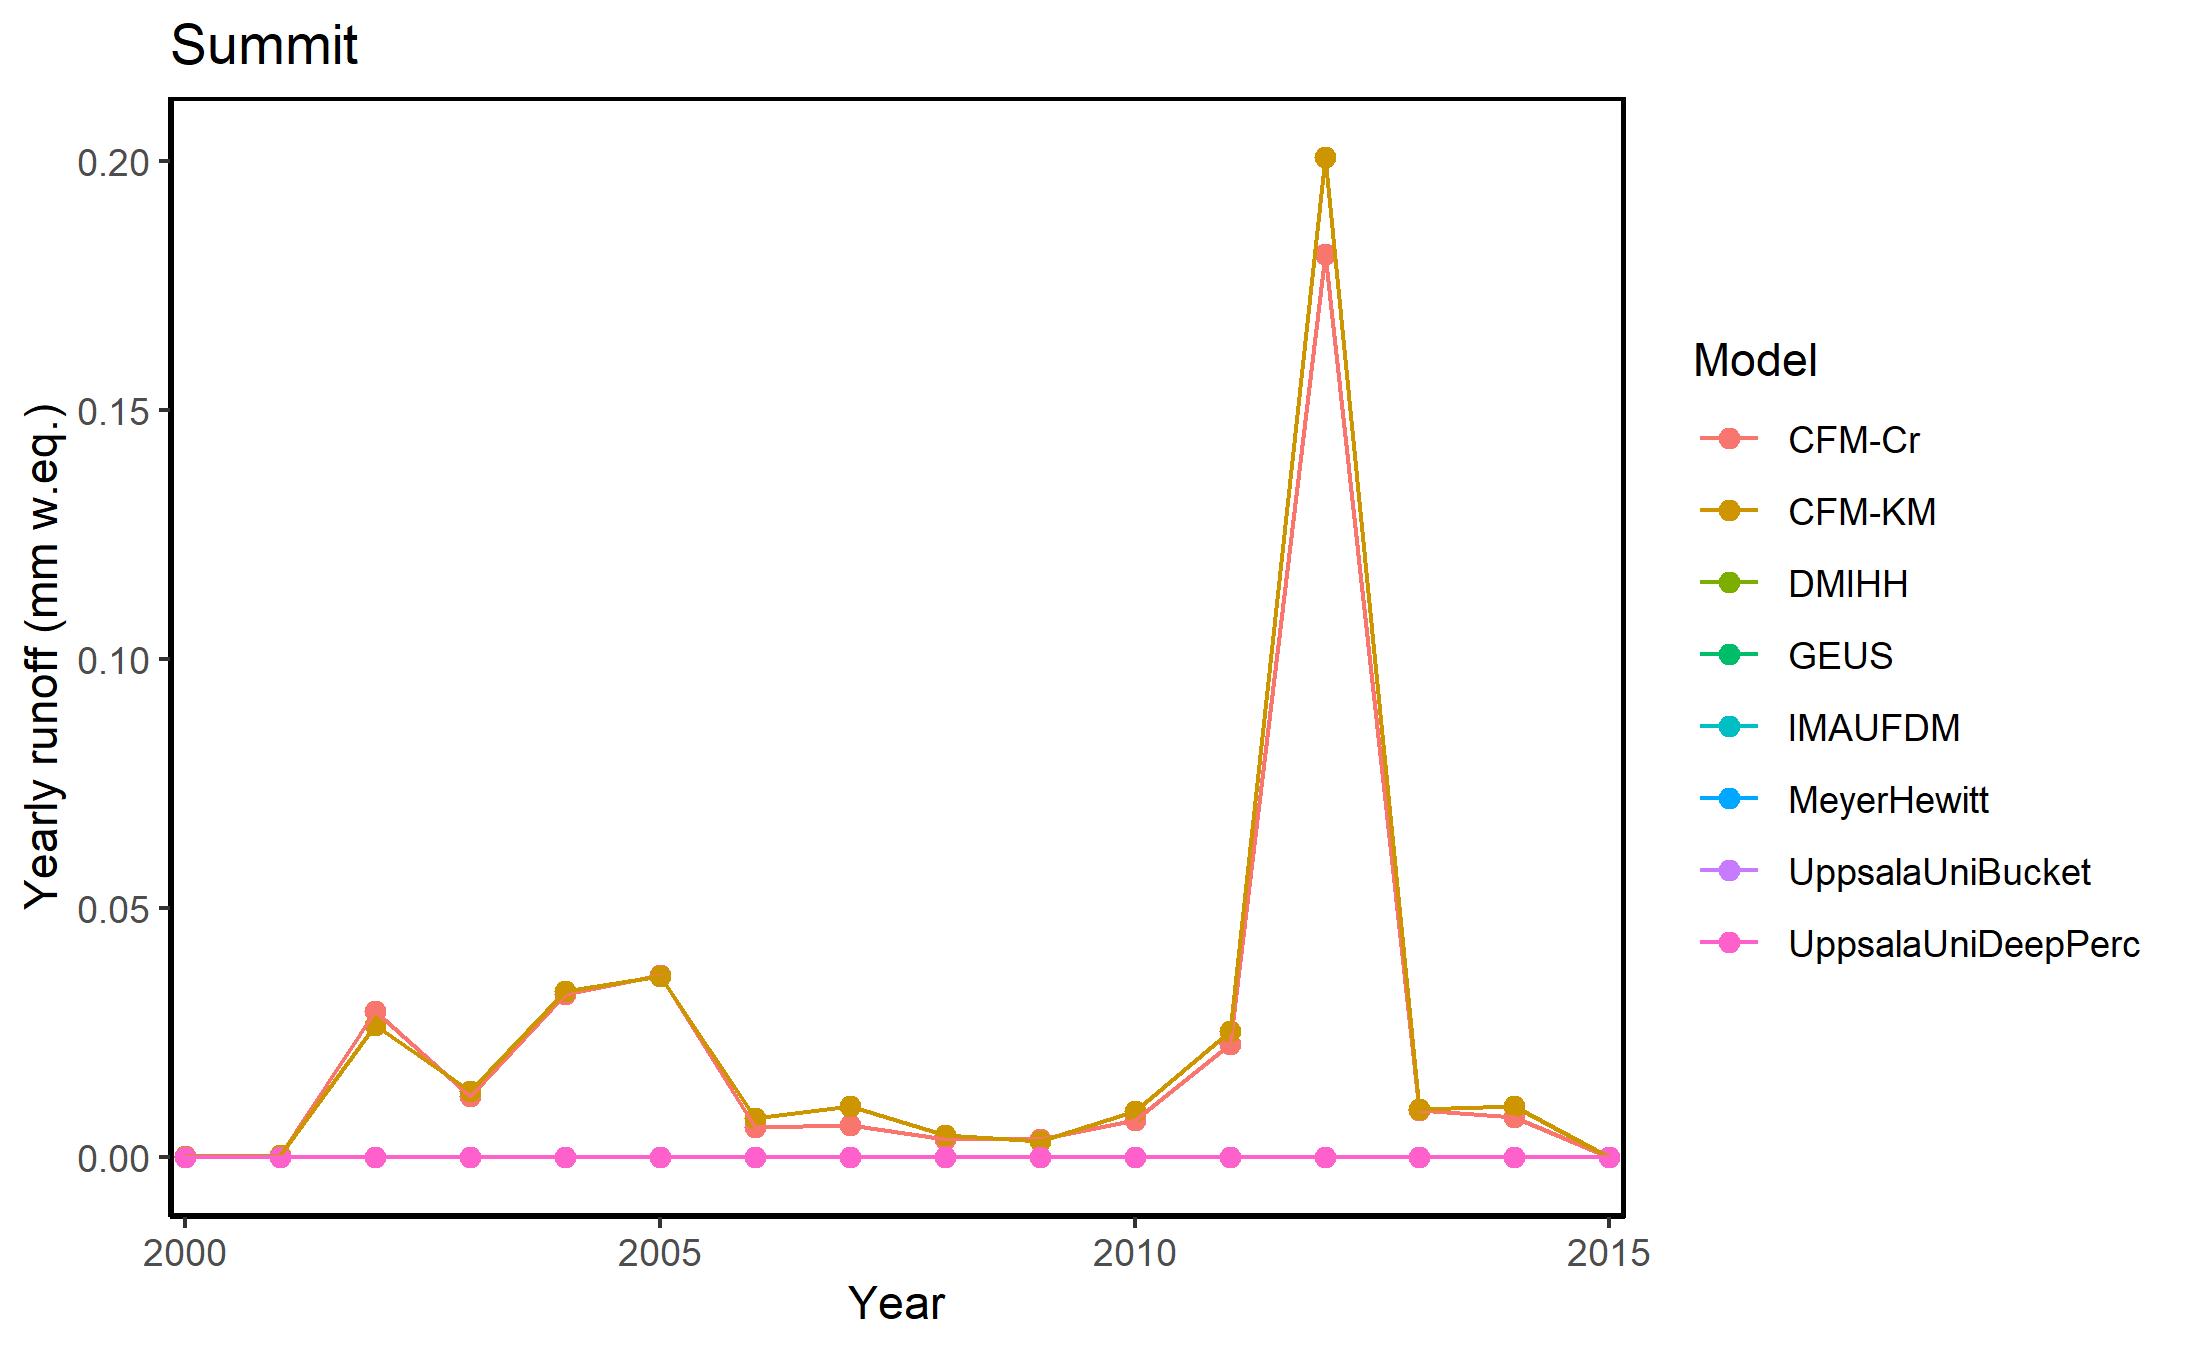 Summit
0.20
0.15
0.10
0.05
0.00
Yearly runoff (mm w.eq.)
2000
2005
2010
2015
Year
Model
CFM-Cr
CFM-KM
DMIHH
GEUS
IMAUFDM
MeyerHewitt
UppsalaUniBucket
UppsalaUniDeepPerc